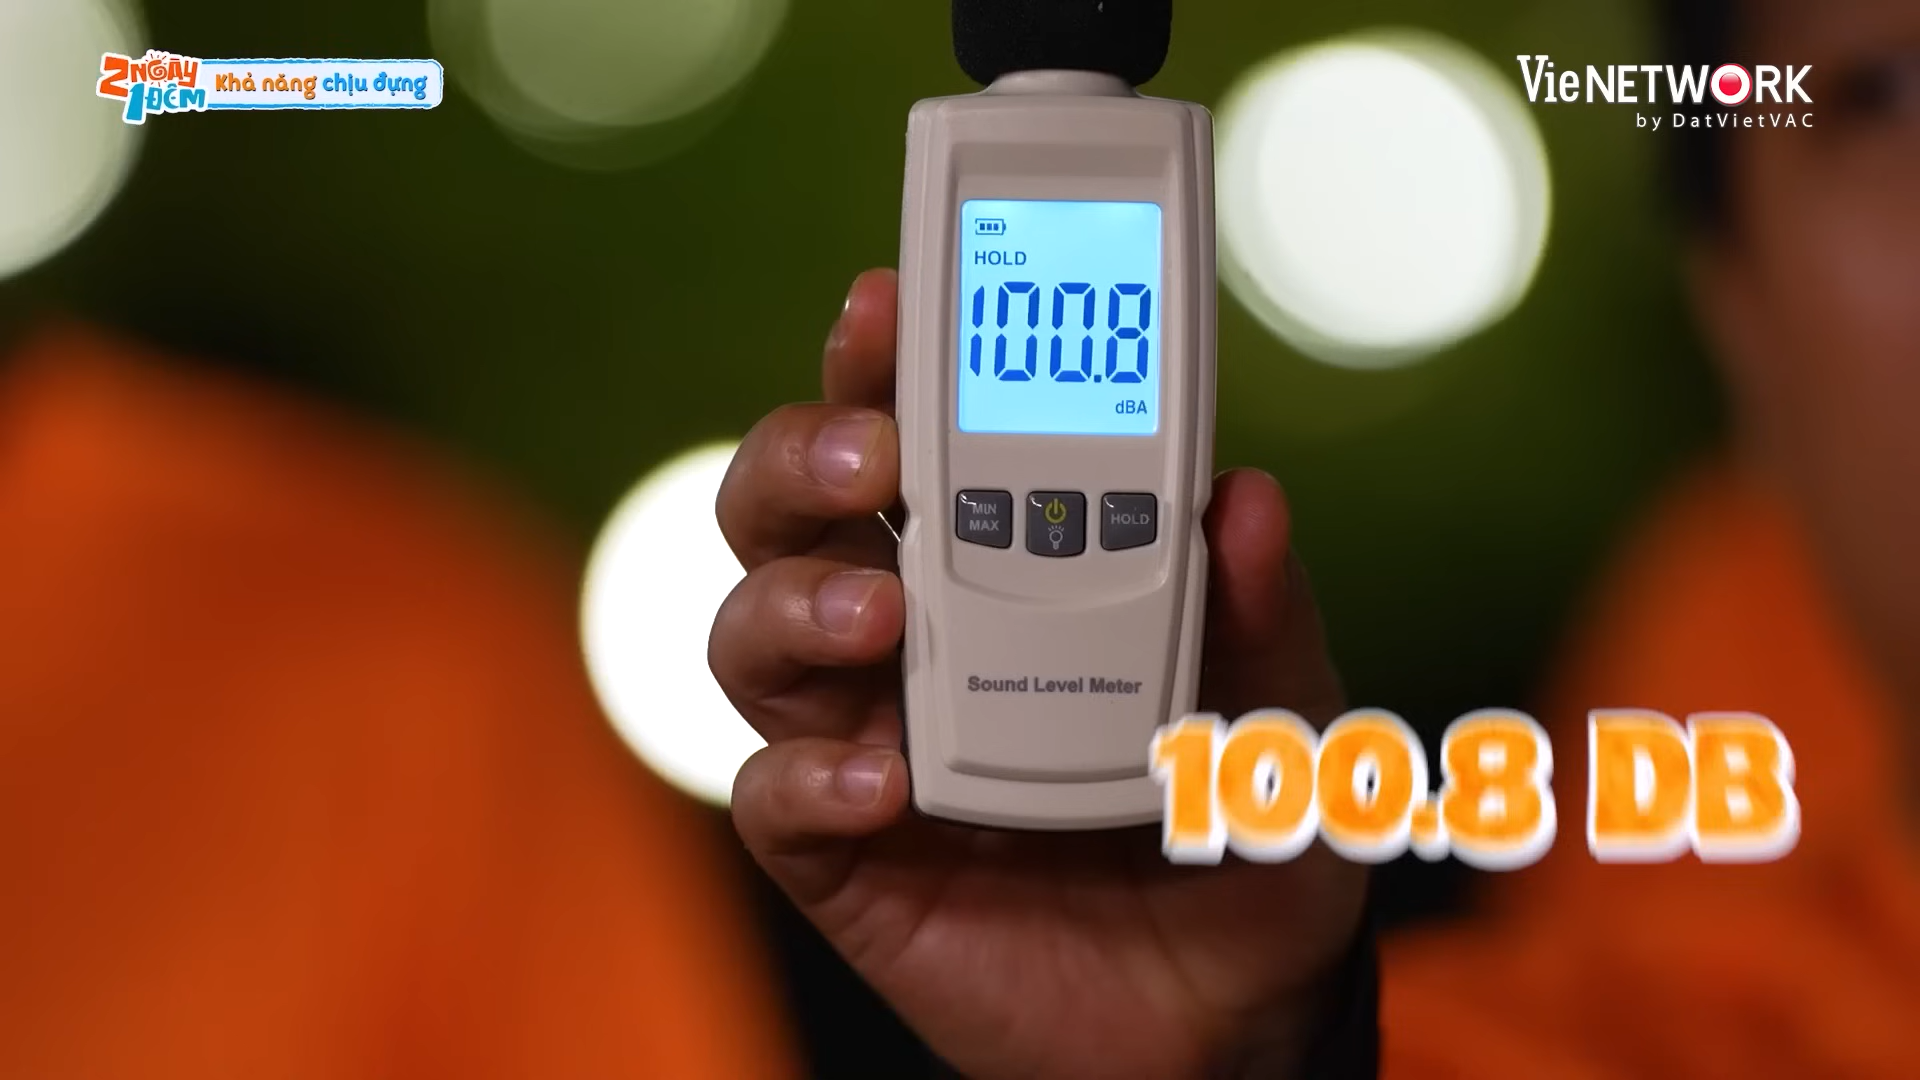 2 NGÀY
1 ĐÊM
Khả năng chịu đựng
VieNETWORK
by DatVietVAC
HOLD
100.8
dBA
MIN
MAX
HOLD
Sound Level Meter
100.8 DB